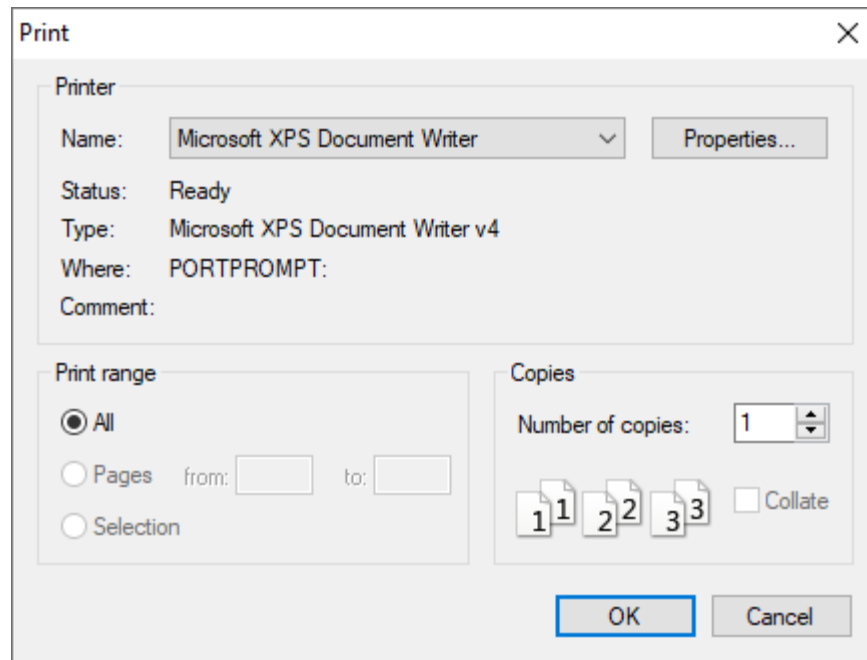 Print
Printer
Name: Microsoft XPS Document Writer Properties...
Status: Ready
Type: Microsoft XPS Document Writer v4
Where: PORTPROMPT:
Comment:
Print range
All
Pages from: to:
Selection
Copies
Number of copies: 1
1 1 2 2 3 3 Collate
OK Cancel